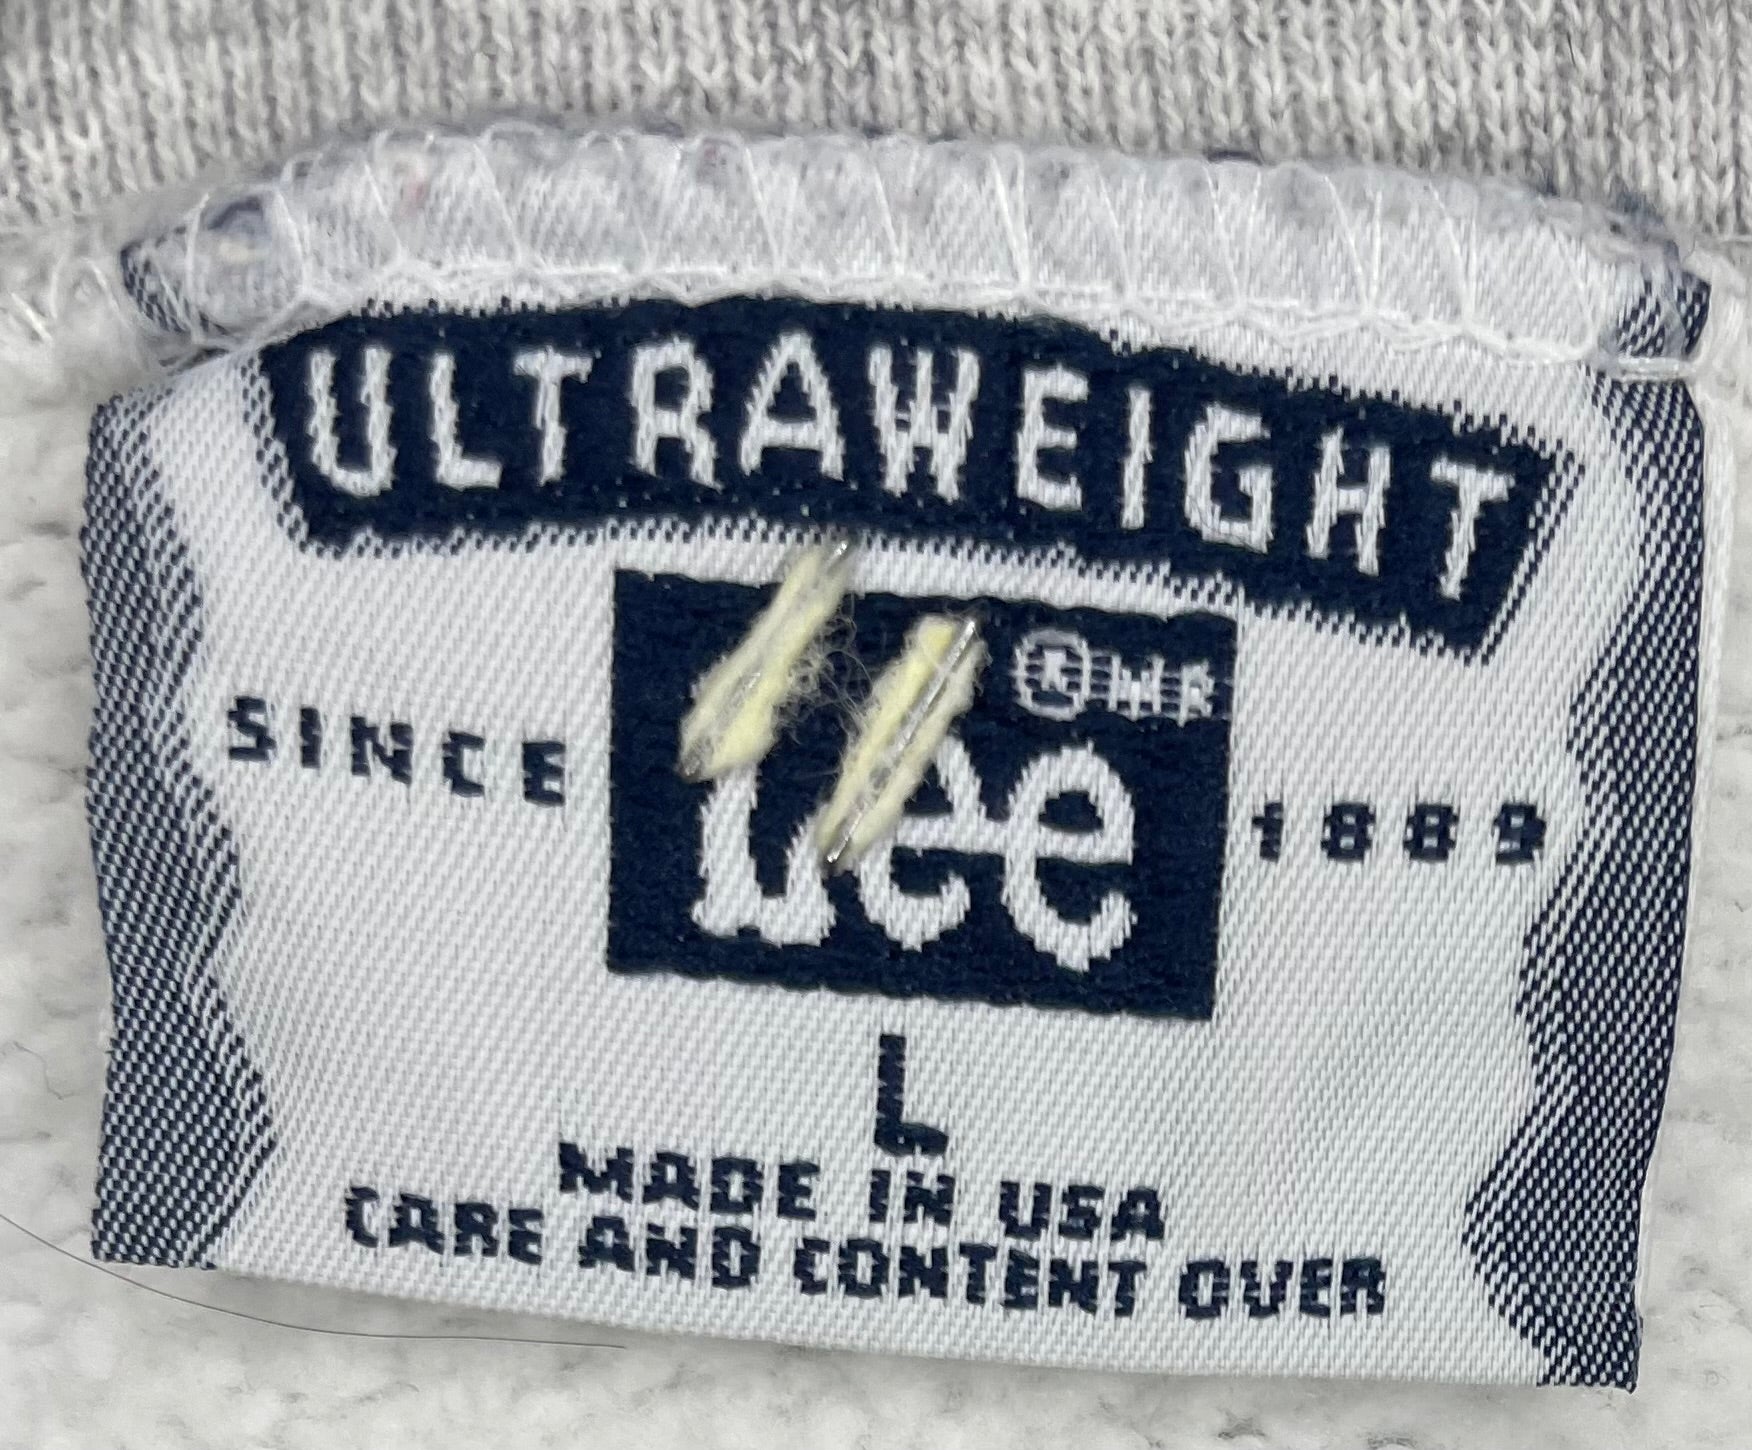 ULTRAWEIGHT
® MR
SINCE Lee 1889
L
MADE IN USA
CARE AND CONTENT OVER